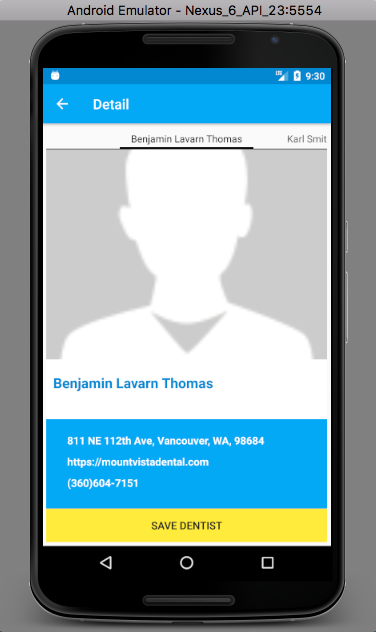 Android Emulator - Nexus_6_API_23:5554
9:30
Detail
Benjamin Lavarn Thomas
Karl Smit
Benjamin Lavarn Thomas
811 NE 112th Ave, Vancouver, WA, 98684
https://mountvistadental.com
(360)604-7151
SAVE DENTIST